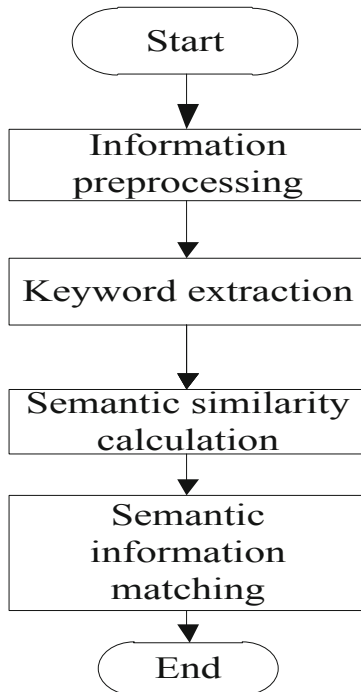 Start
Information
preprocessing
Keyword extraction
Semantic similarity
calculation
Semantic
information
matching
End